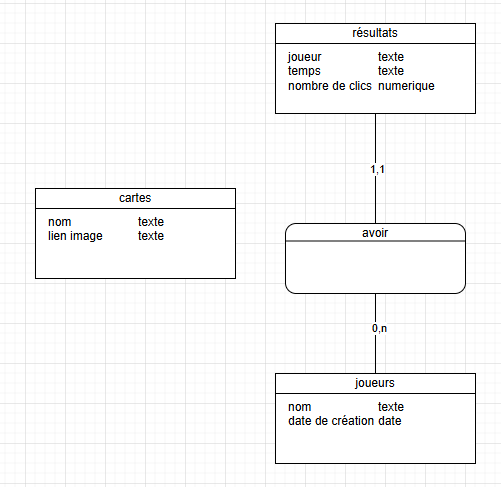 résultats
joueur texte
temps texte
nombre de clics numerique
1,1
cartes
nom texte
lien image texte
avoir
0,n
joueurs
nom texte
date de création date